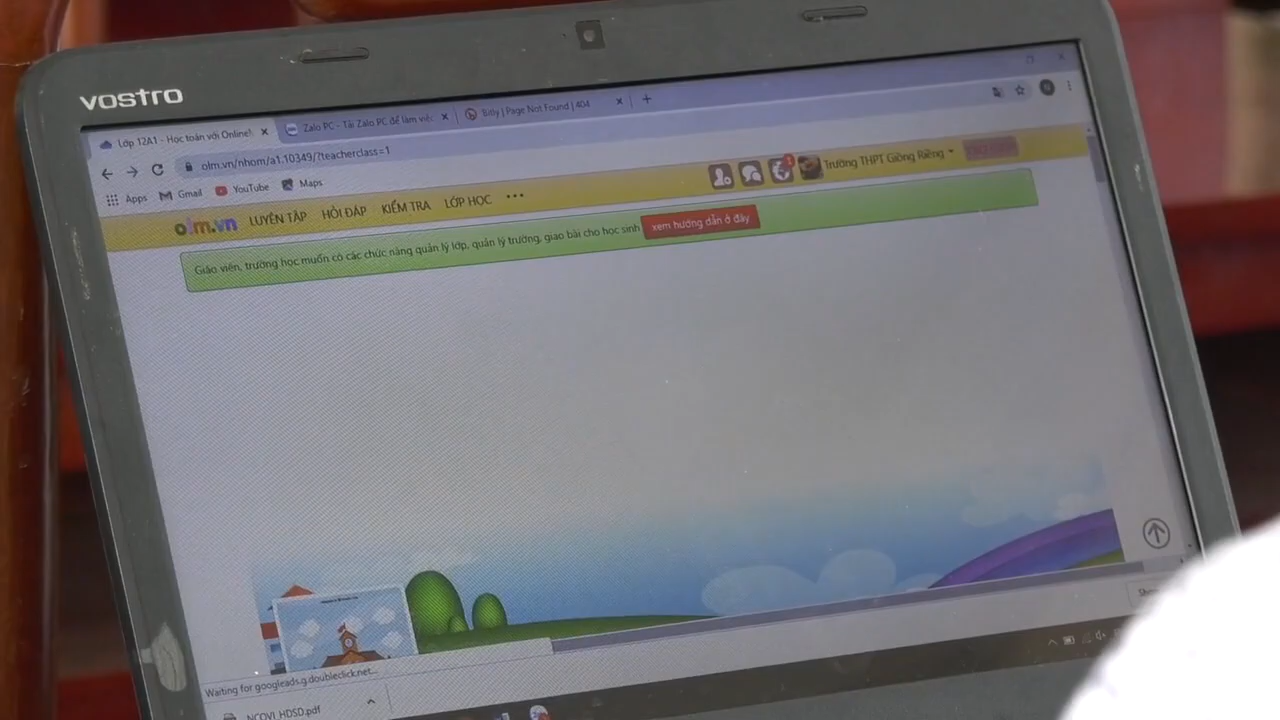 vostro
Lớp 12A1 - Học toán với Online
Zalo PC - Tải Zalo PC để làm việc
Bitly | Page Not Found | 404
olm.vn/nhom/a1.10349/?teacherclass=1
Apps Gmail YouTube Maps
olm.vn LUYỆN TẬP HỎI ĐÁP KIỂM TRA LỚP HỌC ••• 1 Trường THPT Giồng Riềng
Giáo viên, trường học muốn có các chức năng quản lý lớp, quản lý trường, giao bài cho học sinh xem hướng dẫn ở đây
Waiting for googleads.g.doubleclick.net...
NCOVI_HDSD.pdf